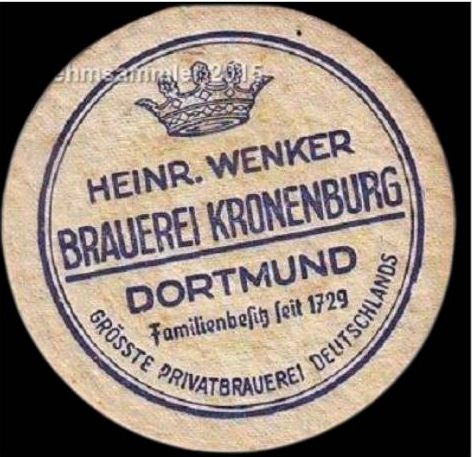 HEINR. WENKER
BRAUEREI KRONENBURG
DORTMUND
Familienbesitz seit 1729
GRÖSSTE PRIVATBRAUEREI DEUTSCHLANDS